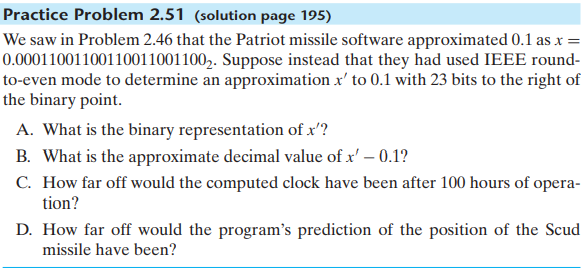 Practice Problem 2.51 (solution page 195)
We saw in Problem 2.46 that the Patriot missile software approximated 0.1 as x =
0.00011001100110011001100₂. Suppose instead that they had used IEEE round-
to-even mode to determine an approximation x′ to 0.1 with 23 bits to the right of
the binary point.
A. What is the binary representation of x′?
B. What is the approximate decimal value of x′ − 0.1?
C. How far off would the computed clock have been after 100 hours of opera-
tion?
D. How far off would the program's prediction of the position of the Scud
missile have been?